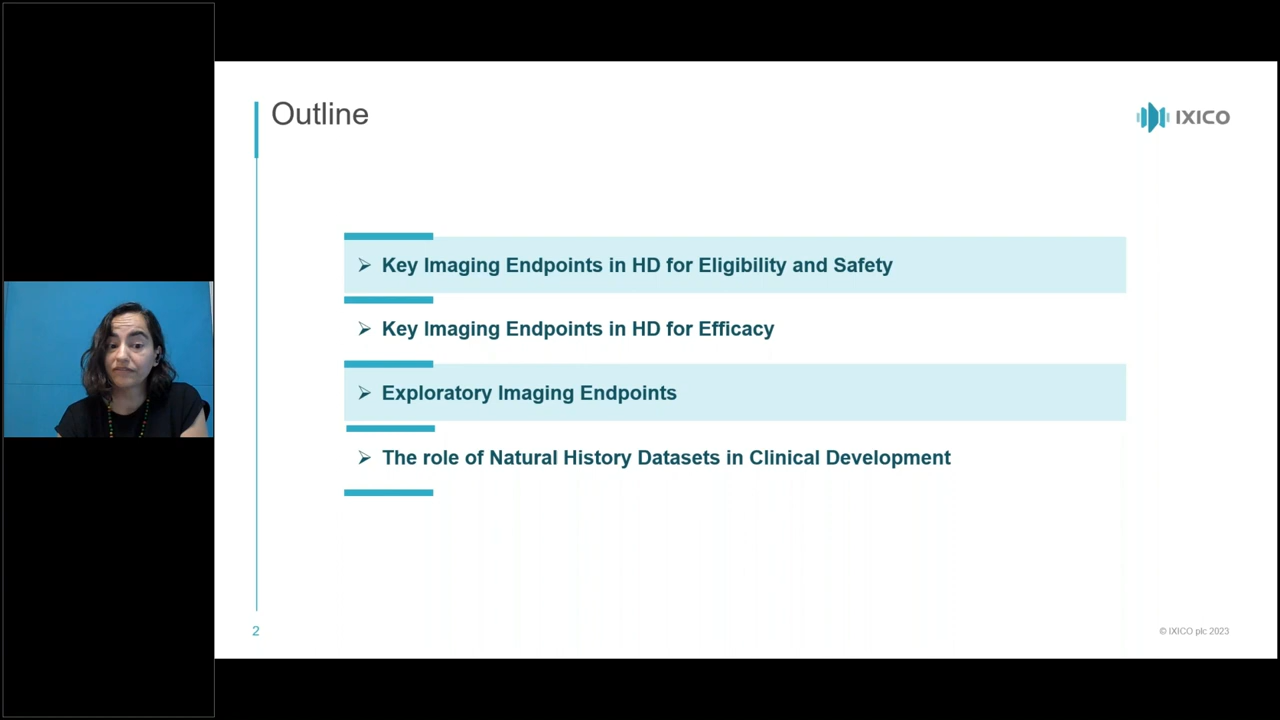 Outline
IXICO
➢ Key Imaging Endpoints in HD for Eligibility and Safety
➢ Key Imaging Endpoints in HD for Efficacy
➢ Exploratory Imaging Endpoints
➢ The role of Natural History Datasets in Clinical Development
2
© IXICO plc 2023